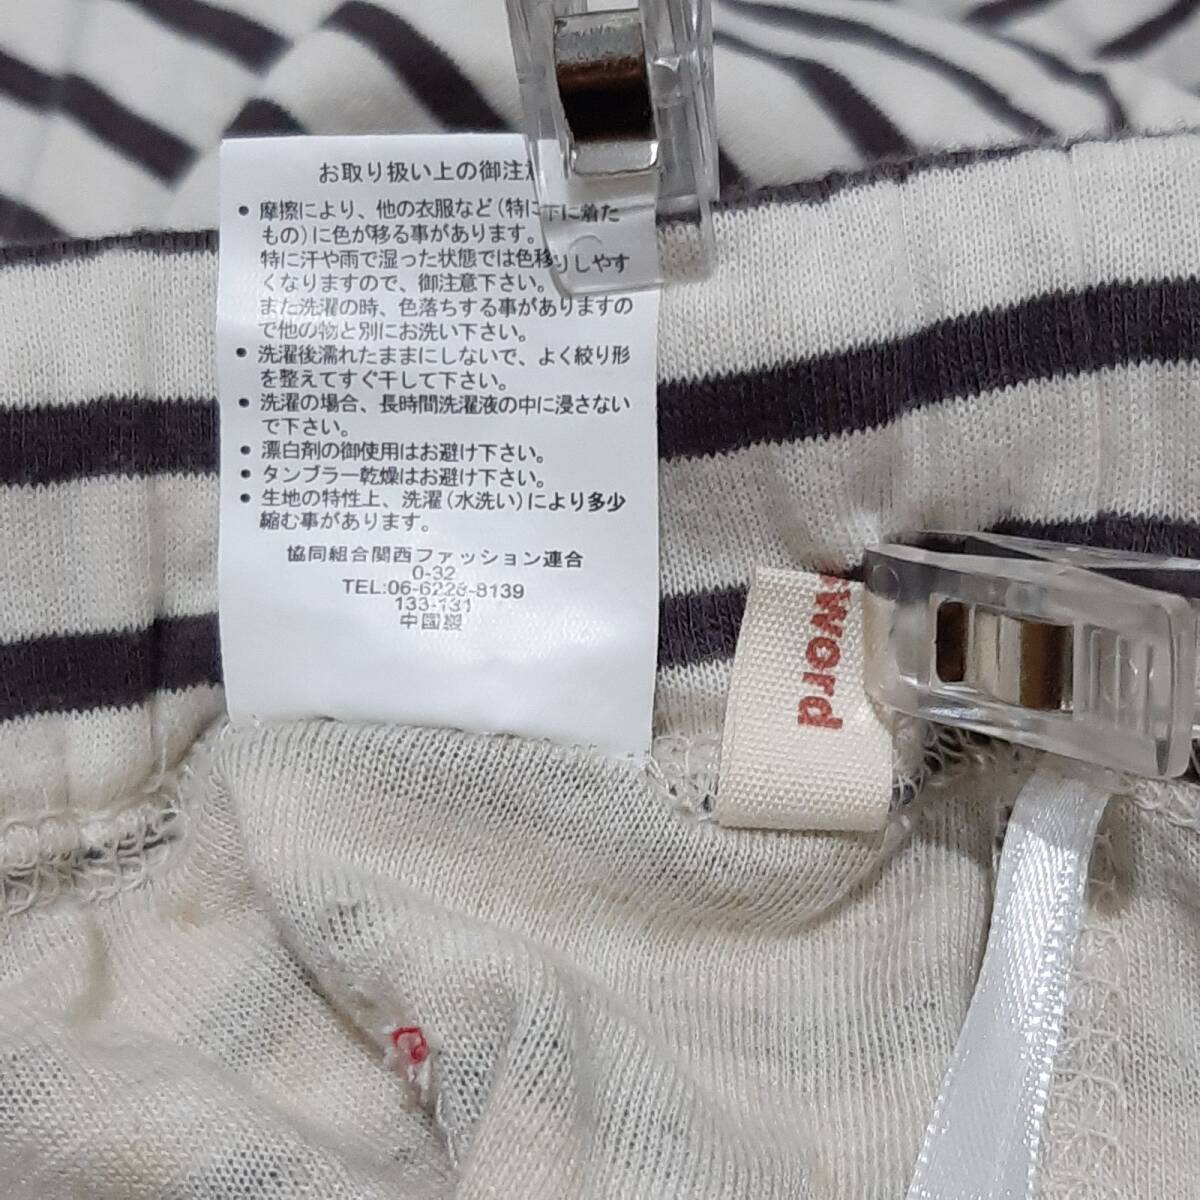 お取り扱い上の御注意
• 摩擦により、他の衣服など(特に下に着た
もの)に色が移る事があります。
特に汗や雨で湿った状態では色移りしやす
くなりますので、御注意下さい。
また洗濯の時、色落ちする事がありますの
で他の物と別にお洗い下さい。
• 洗濯後濡れたままにしないで、よく絞り形
を整えてすぐ干して下さい。
• 洗濯の場合、長時間洗濯液の中に浸さない
で下さい。
• 漂白剤の御使用はお避け下さい。
• タンブラー乾燥はお避け下さい。
• 生地の特性上、洗濯(水洗い)により多少
縮む事があります。
協同組合関西ファッション連合
0-32
TEL:06-6228-8139
133-131
中國製
word